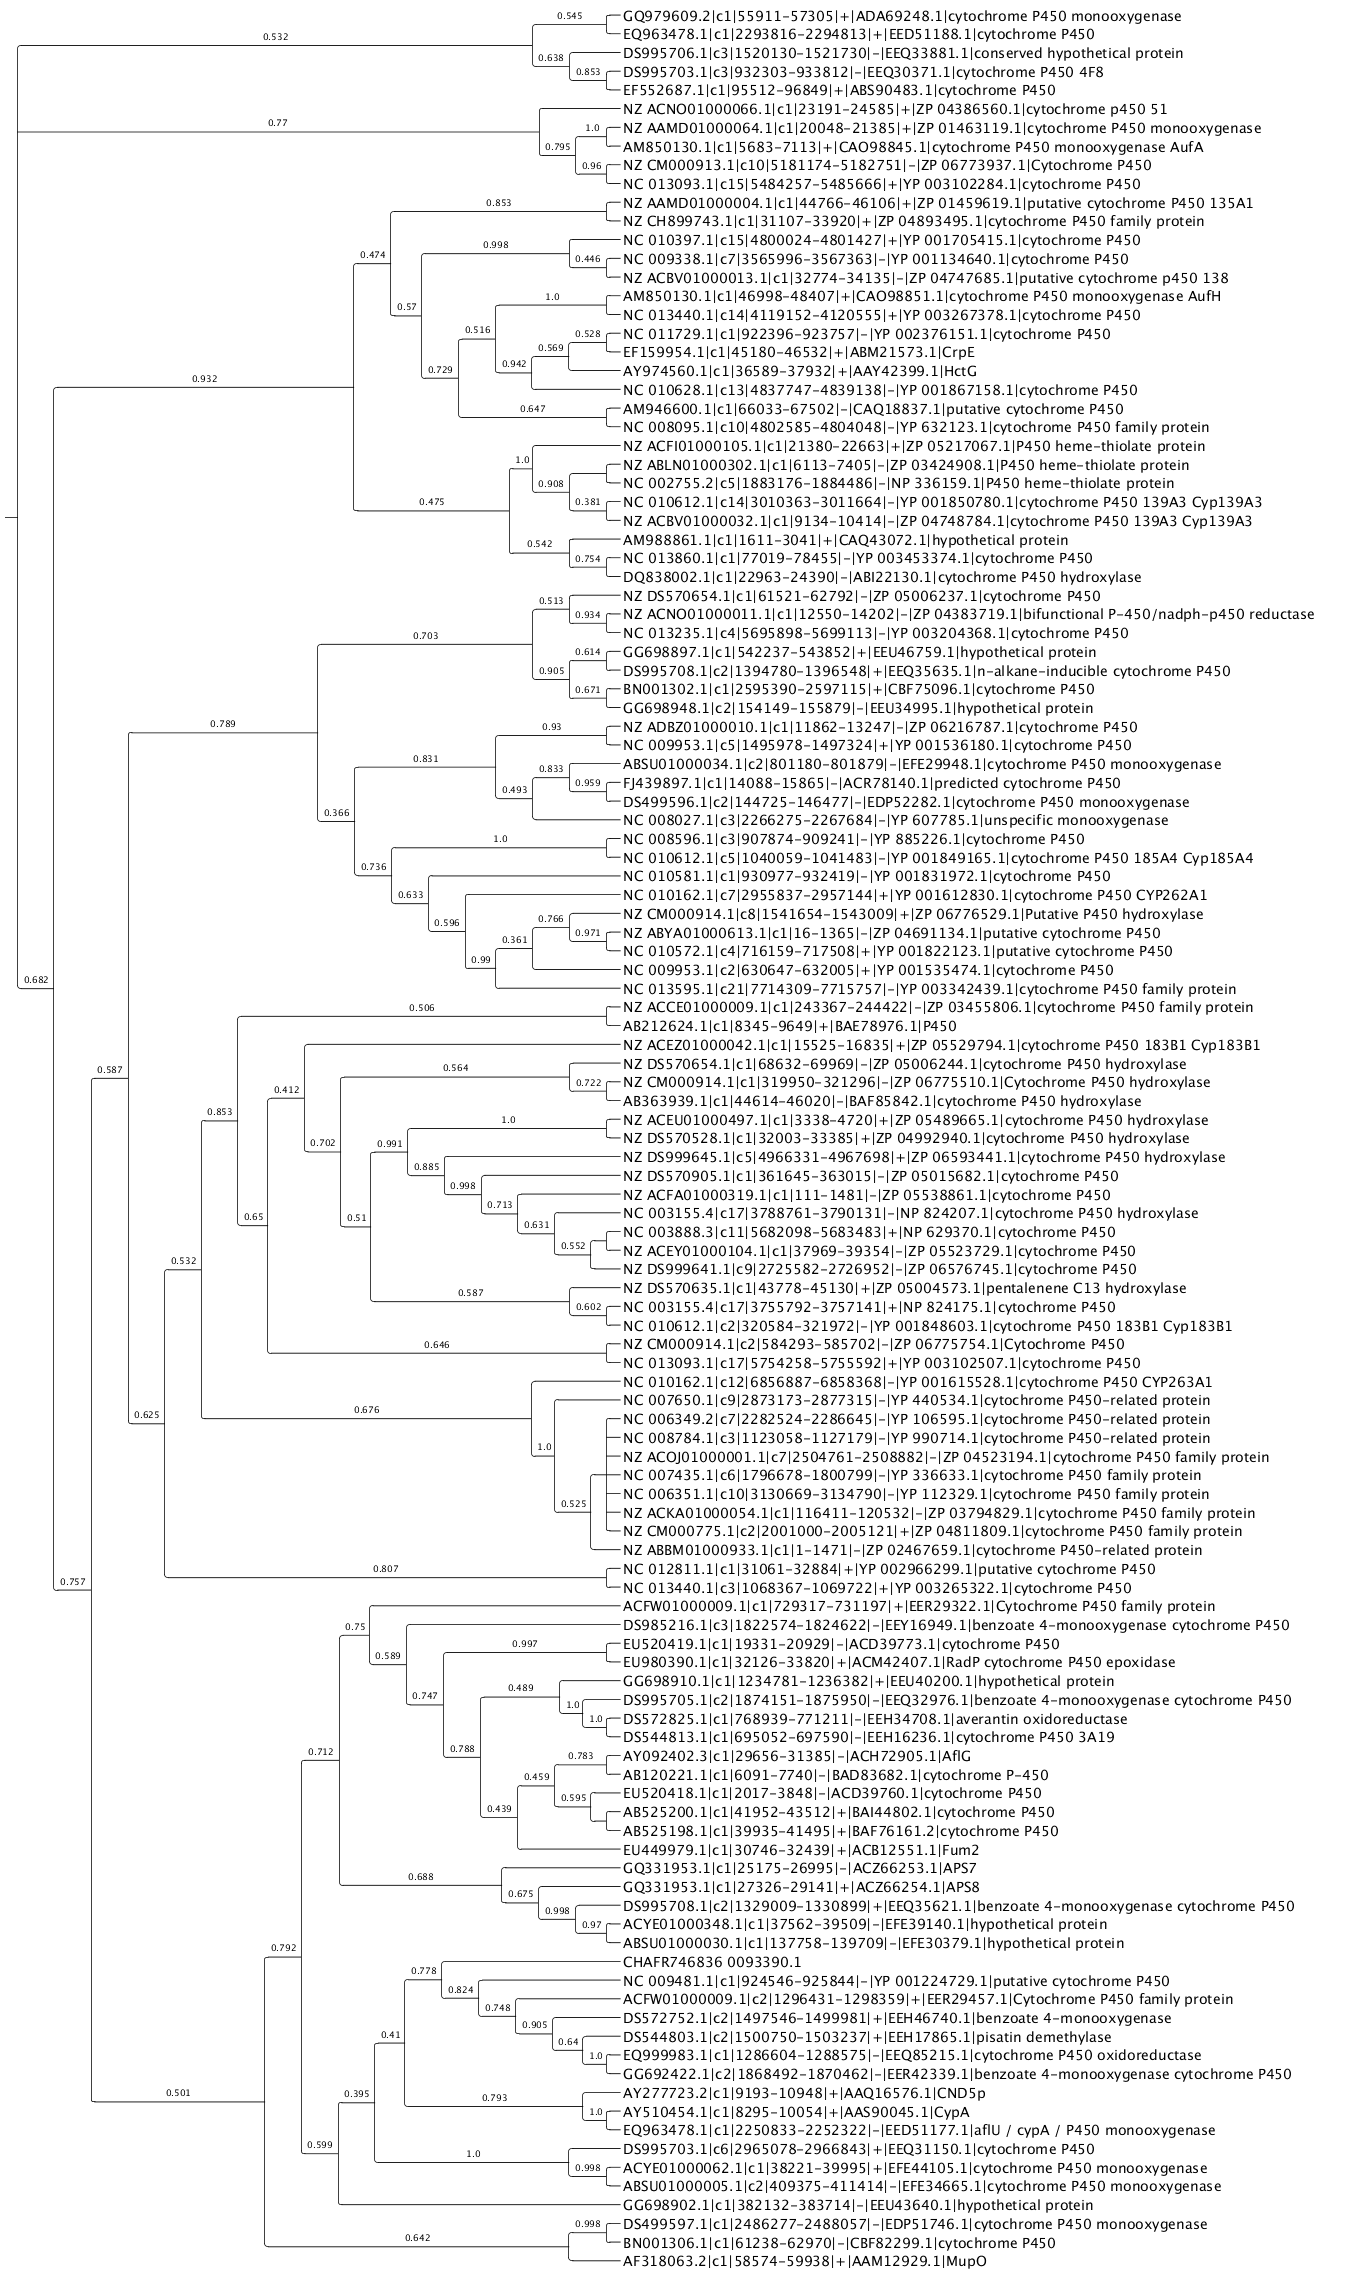 0.545
GQ979609.2|c1|55911-57305|+|ADA69248.1|cytochrome P450 monooxygenase
0.532
EQ963478.1|c1|2293816-2294813|+|EED51188.1|cytochrome P450
0.638
DS995706.1|c3|1520130-1521730|-|EEQ33881.1|conserved hypothetical protein
0.853
DS995703.1|c3|932303-933812|-|EEQ30371.1|cytochrome P450 4F8
EF552687.1|c1|95512-96849|+|ABS90483.1|cytochrome P450
NZ ACNO01000066.1|c1|23191-24585|+|ZP 04386560.1|cytochrome p450 51
0.77
1.0
NZ AAMD01000064.1|c1|20048-21385|+|ZP 01463119.1|cytochrome P450 monooxygenase
0.795
AM850130.1|c1|5683-7113|+|CAO98845.1|cytochrome P450 monooxygenase AufA
0.96
NZ CM000913.1|c10|5181174-5182751|-|ZP 06773937.1|Cytochrome P450
NC 013093.1|c15|5484257-5485666|+|YP 003102284.1|cytochrome P450
0.853
NZ AAMD01000004.1|c1|44766-46106|+|ZP 01459619.1|putative cytochrome P450 135A1
NZ CH899743.1|c1|31107-33920|+|ZP 04893495.1|cytochrome P450 family protein
0.998
NC 010397.1|c15|4800024-4801427|+|YP 001705415.1|cytochrome P450
0.474
0.446
NC 009338.1|c7|3565996-3567363|-|YP 001134640.1|cytochrome P450
NZ ACBV01000013.1|c1|32774-34135|-|ZP 04747685.1|putative cytochrome p450 138
1.0
AM850130.1|c1|46998-48407|+|CAO98851.1|cytochrome P450 monooxygenase AufH
0.57
NC 013440.1|c14|4119152-4120555|+|YP 003267378.1|cytochrome P450
0.516
0.528
NC 011729.1|c1|922396-923757|-|YP 002376151.1|cytochrome P450
0.569
EF159954.1|c1|45180-46532|+|ABM21573.1|CrpE
0.729
0.942
AY974560.1|c1|36589-37932|+|AAY42399.1|HctG
0.932
NC 010628.1|c13|4837747-4839138|-|YP 001867158.1|cytochrome P450
0.647
AM946600.1|c1|66033-67502|-|CAQ18837.1|putative cytochrome P450
NC 008095.1|c10|4802585-4804048|-|YP 632123.1|cytochrome P450 family protein
NZ ACFI01000105.1|c1|21380-22663|+|ZP 05217067.1|P450 heme-thiolate protein
1.0
NZ ABLN01000302.1|c1|6113-7405|-|ZP 03424908.1|P450 heme-thiolate protein
0.908
NC 002755.2|c5|1883176-1884486|-|NP 336159.1|P450 heme-thiolate protein
0.475
0.381
NC 010612.1|c14|3010363-3011664|-|YP 001850780.1|cytochrome P450 139A3 Cyp139A3
NZ ACBV01000032.1|c1|9134-10414|-|ZP 04748784.1|cytochrome P450 139A3 Cyp139A3
0.542
AM988861.1|c1|1611-3041|+|CAQ43072.1|hypothetical protein
0.754
NC 013860.1|c1|77019-78455|-|YP 003453374.1|cytochrome P450
DQ838002.1|c1|22963-24390|-|ABI22130.1|cytochrome P450 hydroxylase
0.513
NZ DS570654.1|c1|61521-62792|-|ZP 05006237.1|cytochrome P450
0.934
NZ ACNO01000011.1|c1|12550-14202|-|ZP 04383719.1|bifunctional P-450/nadph-p450 reductase
0.703
NC 013235.1|c4|5695898-5699113|-|YP 003204368.1|cytochrome P450
0.614
GG698897.1|c1|542237-543852|+|EEU46759.1|hypothetical protein
0.905
DS995708.1|c2|1394780-1396548|+|EEQ35635.1|n-alkane-inducible cytochrome P450
0.671
BN001302.1|c1|2595390-2597115|+|CBF75096.1|cytochrome P450
GG698948.1|c2|154149-155879|-|EEU34995.1|hypothetical protein
0.789
0.93
NZ ADBZ01000010.1|c1|11862-13247|-|ZP 06216787.1|cytochrome P450
NC 009953.1|c5|1495978-1497324|+|YP 001536180.1|cytochrome P450
0.831
0.833
ABSU01000034.1|c2|801180-801879|-|EFE29948.1|cytochrome P450 monooxygenase
0.959
FJ439897.1|c1|14088-15865|-|ACR78140.1|predicted cytochrome P450
0.493
DS499596.1|c2|144725-146477|-|EDP52282.1|cytochrome P450 monooxygenase
0.366
NC 008027.1|c3|2266275-2267684|-|YP 607785.1|unspecific monooxygenase
1.0
NC 008596.1|c3|907874-909241|-|YP 885226.1|cytochrome P450
NC 010612.1|c5|1040059-1041483|-|YP 001849165.1|cytochrome P450 185A4 Cyp185A4
0.736
NC 010581.1|c1|930977-932419|-|YP 001831972.1|cytochrome P450
0.633
NC 010162.1|c7|2955837-2957144|+|YP 001612830.1|cytochrome P450 CYP262A1
0.596
0.766
NZ CM000914.1|c8|1541654-1543009|+|ZP 06776529.1|Putative P450 hydroxylase
0.971
NZ ABYA01000613.1|c1|16-1365|-|ZP 04691134.1|putative cytochrome P450
0.361
NC 010572.1|c4|716159-717508|+|YP 001822123.1|putative cytochrome P450
0.99
NC 009953.1|c2|630647-632005|+|YP 001535474.1|cytochrome P450
0.682
NC 013595.1|c21|7714309-7715757|-|YP 003342439.1|cytochrome P450 family protein
0.506
NZ ACCE01000009.1|c1|243367-244422|-|ZP 03455806.1|cytochrome P450 family protein
AB212624.1|c1|8345-9649|+|BAE78976.1|P450
NZ ACEZ01000042.1|c1|15525-16835|+|ZP 05529794.1|cytochrome P450 183B1 Cyp183B1
0.587
0.564
NZ DS570654.1|c1|68632-69969|-|ZP 05006244.1|cytochrome P450 hydroxylase
0.412
0.722
NZ CM000914.1|c1|319950-321296|-|ZP 06775510.1|Cytochrome P450 hydroxylase
AB363939.1|c1|44614-46020|-|BAF85842.1|cytochrome P450 hydroxylase
0.853
1.0
NZ ACEU01000497.1|c1|3338-4720|+|ZP 05489665.1|cytochrome P450 hydroxylase
0.702
0.991
NZ DS570528.1|c1|32003-33385|+|ZP 04992940.1|cytochrome P450 hydroxylase
0.885
NZ DS999645.1|c5|4966331-4967698|+|ZP 06593441.1|cytochrome P450 hydroxylase
0.998
NZ DS570905.1|c1|361645-363015|-|ZP 05015682.1|cytochrome P450
0.713
NZ ACFA01000319.1|c1|111-1481|-|ZP 05538861.1|cytochrome P450
0.65
0.51
0.631
NC 003155.4|c17|3788761-3790131|-|NP 824207.1|cytochrome P450 hydroxylase
NC 003888.3|c11|5682098-5683483|+|NP 629370.1|cytochrome P450
0.552
NZ ACEY01000104.1|c1|37969-39354|-|ZP 05523729.1|cytochrome P450
0.532
NZ DS999641.1|c9|2725582-2726952|-|ZP 06576745.1|cytochrome P450
0.587
NZ DS570635.1|c1|43778-45130|+|ZP 05004573.1|pentalenene C13 hydroxylase
0.602
NC 003155.4|c17|3755792-3757141|+|NP 824175.1|cytochrome P450
NC 010612.1|c2|320584-321972|-|YP 001848603.1|cytochrome P450 183B1 Cyp183B1
0.646
NZ CM000914.1|c2|584293-585702|-|ZP 06775754.1|Cytochrome P450
NC 013093.1|c17|5754258-5755592|+|YP 003102507.1|cytochrome P450
NC 010162.1|c12|6856887-6858368|-|YP 001615528.1|cytochrome P450 CYP263A1
NC 007650.1|c9|2873173-2877315|-|YP 440534.1|cytochrome P450-related protein
0.625
0.676
NC 006349.2|c7|2282524-2286645|-|YP 106595.1|cytochrome P450-related protein
NC 008784.1|c3|1123058-1127179|-|YP 990714.1|cytochrome P450-related protein
1.0
NZ ACOJ01000001.1|c7|2504761-2508882|-|ZP 04523194.1|cytochrome P450 family protein
NC 007435.1|c6|1796678-1800799|-|YP 336633.1|cytochrome P450 family protein
NC 006351.1|c10|3130669-3134790|-|YP 112329.1|cytochrome P450 family protein
0.525
NZ ACKA01000054.1|c1|116411-120532|-|ZP 03794829.1|cytochrome P450 family protein
NZ CM000775.1|c2|2001000-2005121|+|ZP 04811809.1|cytochrome P450 family protein
NZ ABBM01000933.1|c1|1-1471|-|ZP 02467659.1|cytochrome P450-related protein
0.807
NC 012811.1|c1|31061-32884|+|YP 002966299.1|putative cytochrome P450
0.757
NC 013440.1|c3|1068367-1069722|+|YP 003265322.1|cytochrome P450
ACFW01000009.1|c1|729317-731197|+|EER29322.1|Cytochrome P450 family protein
0.75
DS985216.1|c3|1822574-1824622|-|EEY16949.1|benzoate 4-monooxygenase cytochrome P450
0.997
EU520419.1|c1|19331-20929|-|ACD39773.1|cytochrome P450
0.589
EU980390.1|c1|32126-33820|+|ACM42407.1|RadP cytochrome P450 epoxidase
0.489
GG698910.1|c1|1234781-1236382|+|EEU40200.1|hypothetical protein
0.747
1.0
DS995705.1|c2|1874151-1875950|-|EEQ32976.1|benzoate 4-monooxygenase cytochrome P450
1.0
DS572825.1|c1|768939-771211|-|EEH34708.1|averantin oxidoreductase
DS544813.1|c1|695052-697590|-|EEH16236.1|cytochrome P450 3A19
0.712
0.788
0.783
AY092402.3|c1|29656-31385|-|ACH72905.1|AflG
0.459
AB120221.1|c1|6091-7740|-|BAD83682.1|cytochrome P-450
0.595
EU520418.1|c1|2017-3848|-|ACD39760.1|cytochrome P450
0.439
AB525200.1|c1|41952-43512|+|BAI44802.1|cytochrome P450
AB525198.1|c1|39935-41495|+|BAF76161.2|cytochrome P450
EU449979.1|c1|30746-32439|+|ACB12551.1|Fum2
GQ331953.1|c1|25175-26995|-|ACZ66253.1|APS7
0.688
GQ331953.1|c1|27326-29141|+|ACZ66254.1|APS8
0.675
0.998
DS995708.1|c2|1329009-1330899|+|EEQ35621.1|benzoate 4-monooxygenase cytochrome P450
0.97
ACYE01000348.1|c1|37562-39509|-|EFE39140.1|hypothetical protein
ABSU01000030.1|c1|137758-139709|-|EFE30379.1|hypothetical protein
0.792
CHAFR746836 0093390.1
0.778
NC 009481.1|c1|924546-925844|-|YP 001224729.1|putative cytochrome P450
0.824
ACFW01000009.1|c2|1296431-1298359|+|EER29457.1|Cytochrome P450 family protein
0.748
DS572752.1|c2|1497546-1499981|+|EEH46740.1|benzoate 4-monooxygenase
0.905
DS544803.1|c2|1500750-1503237|+|EEH17865.1|pisatin demethylase
0.41
0.64
EQ999983.1|c1|1286604-1288575|-|EEQ85215.1|cytochrome P450 oxidoreductase
1.0
GG692422.1|c2|1868492-1870462|-|EER42339.1|benzoate 4-monooxygenase cytochrome P450
0.501
0.395
0.793
AY277723.2|c1|9193-10948|+|AAQ16576.1|CND5p
1.0
AY510454.1|c1|8295-10054|+|AAS90045.1|CypA
EQ963478.1|c1|2250833-2252322|-|EED51177.1|aflU / cypA / P450 monooxygenase
0.599
DS995703.1|c6|2965078-2966843|+|EEQ31150.1|cytochrome P450
1.0
0.998
ACYE01000062.1|c1|38221-39995|+|EFE44105.1|cytochrome P450 monooxygenase
ABSU01000005.1|c2|409375-411414|-|EFE34665.1|cytochrome P450 monooxygenase
GG698902.1|c1|382132-383714|-|EEU43640.1|hypothetical protein
0.998
DS499597.1|c1|2486277-2488057|-|EDP51746.1|cytochrome P450 monooxygenase
0.642
BN001306.1|c1|61238-62970|-|CBF82299.1|cytochrome P450
AF318063.2|c1|58574-59938|+|AAM12929.1|MupO